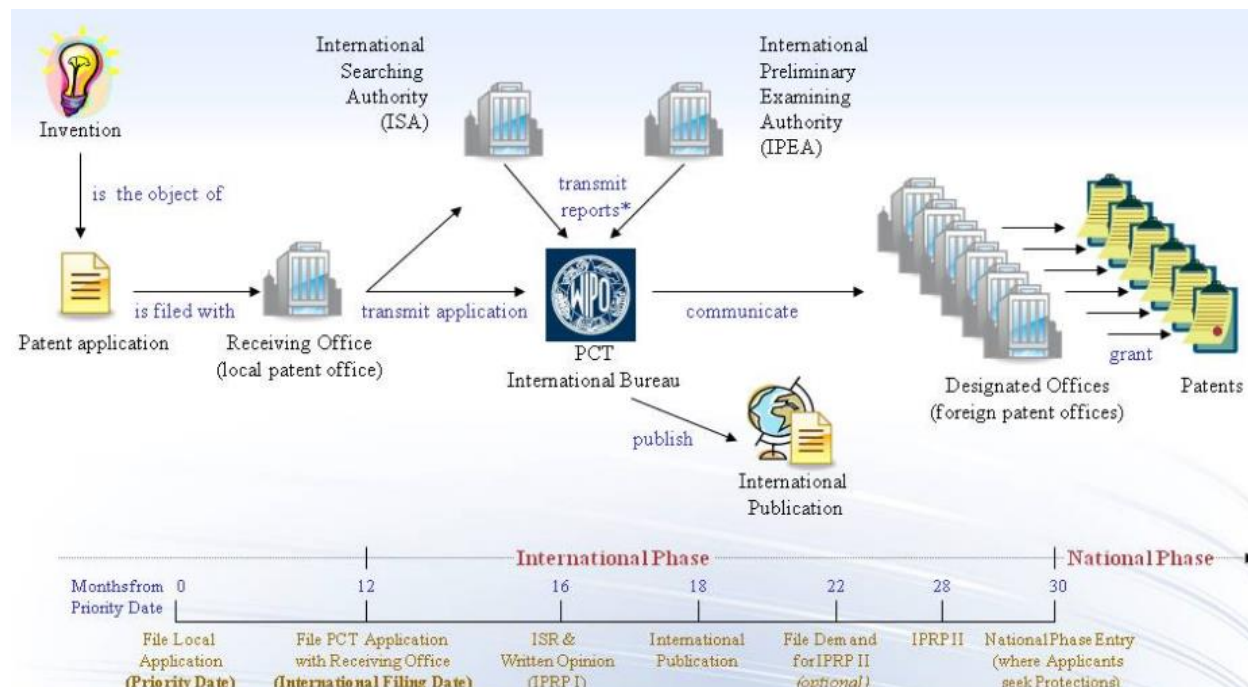 Invention
is the object of
Patent application
is filed with
Receiving Office
(local patent office)
transmit application
International
Searching
Authority
(ISA)
International
Preliminary
Examining
Authority
(IPEA)
transmit
reports*
WIPO
PCT
International Bureau
communicate
publish
International
Publication
Designated Offices
(foreign patent offices)
grant
Patents
International Phase
National Phase
Months from
Priority Date
0
12
16
18
22
28
30
File Local
Application
(Priority Date)
File PCT Application
with Receiving Office
(International Filing Date)
ISR &
Written Opinion
(IPRP I)
International
Publication
File Demand
for IPRP II
(optional)
IPRP II
National Phase Entry
(where Applicants
seek Protections)